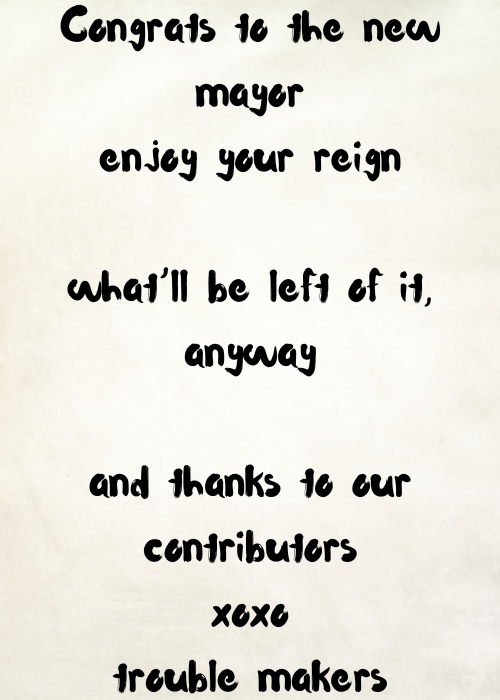 Congrats to the new
mayor
enjoy your reign
what'll be left of it,
anyway
and thanks to our
contributors
xoxo
trouble makers